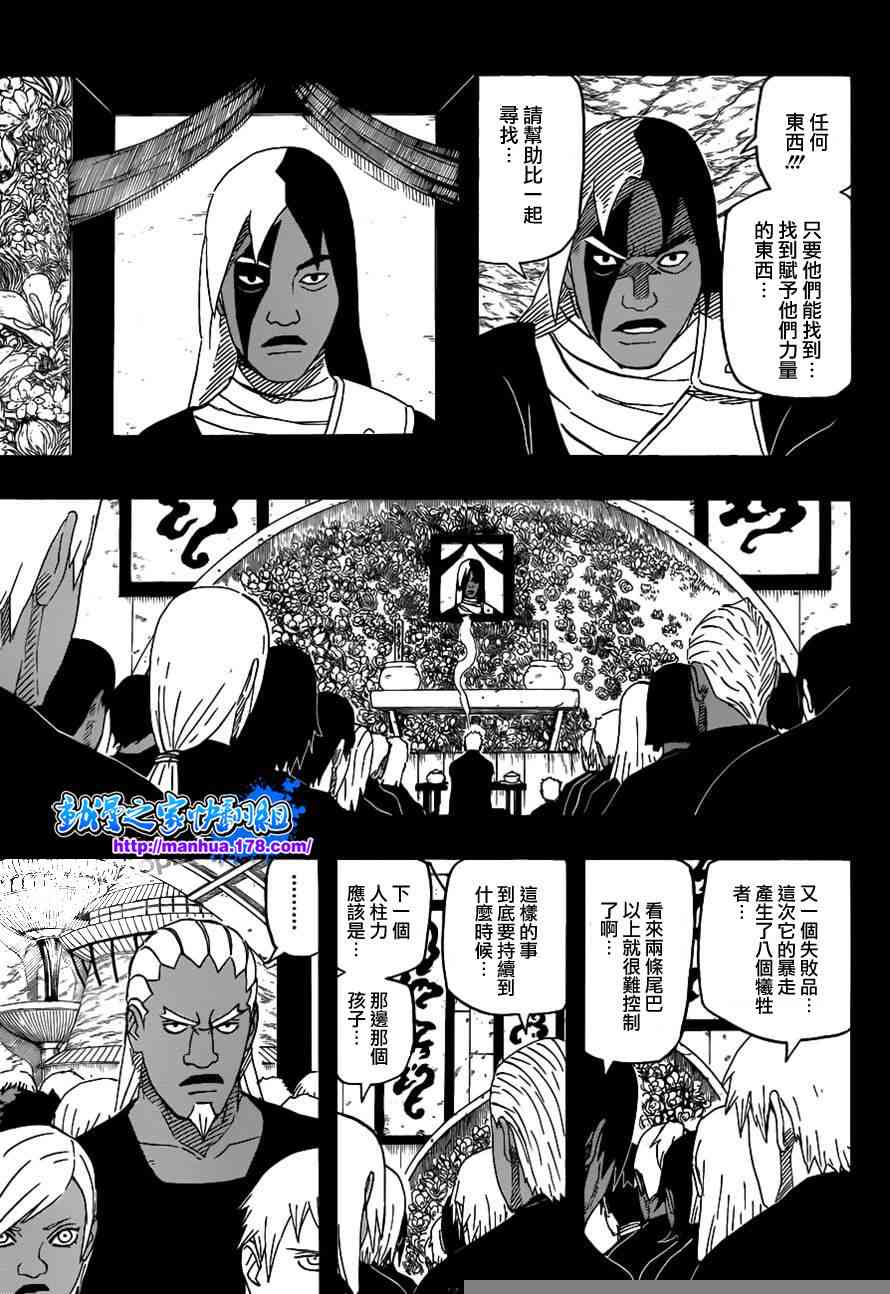 任何
東西!!!
只要他們能找到…
找到賦予他們力量
的東西…
請幫助比一起
尋找…
動漫之家快翻組
http://manhua.178.com/
又一個失敗品…
這次它的暴走
產生了八個犧牲
者…
看來兩條尾巴
以上就很難控制
了啊…
這樣的事
到底要持續到
什麼時候…
下一個
人柱力
應該是…
那邊那個
孩子…
………